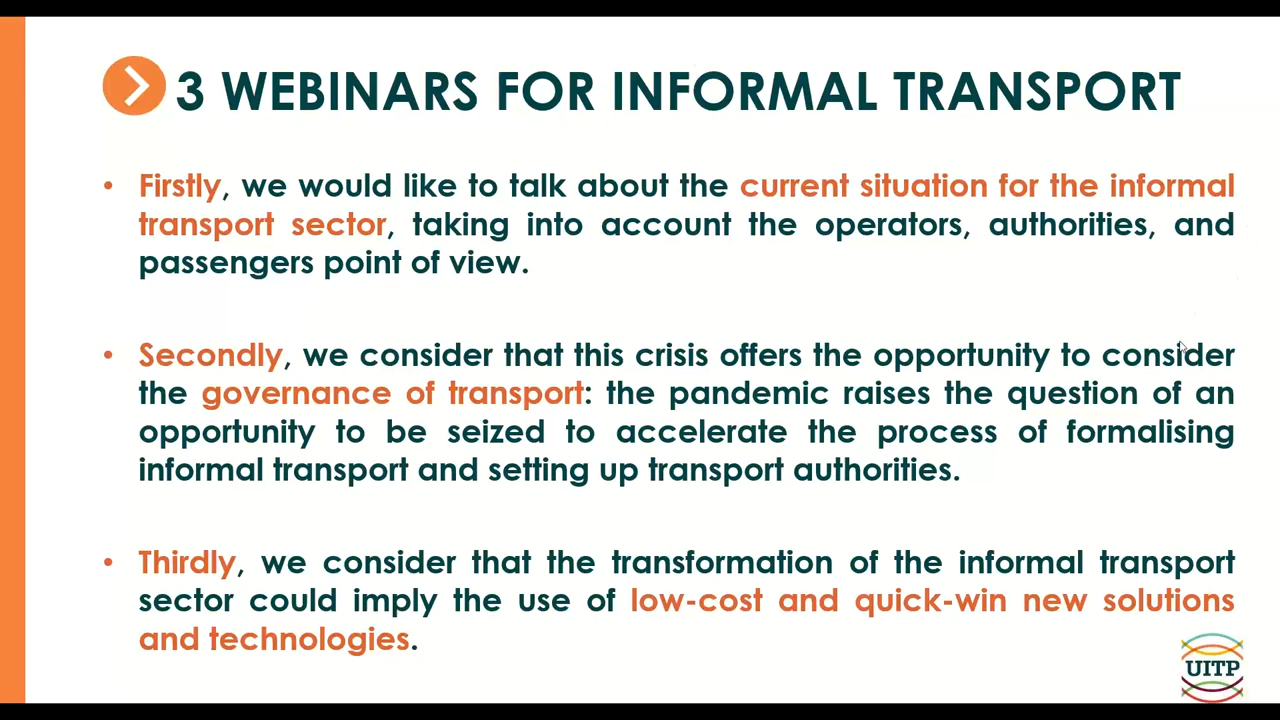 3 WEBINARS FOR INFORMAL TRANSPORT
• Firstly, we would like to talk about the current situation for the informal
transport sector, taking into account the operators, authorities, and
passengers point of view.
• Secondly, we consider that this crisis offers the opportunity to consider
the governance of transport: the pandemic raises the question of an
opportunity to be seized to accelerate the process of formalising
informal transport and setting up transport authorities.
• Thirdly, we consider that the transformation of the informal transport
sector could imply the use of low-cost and quick-win new solutions
and technologies.
UITP